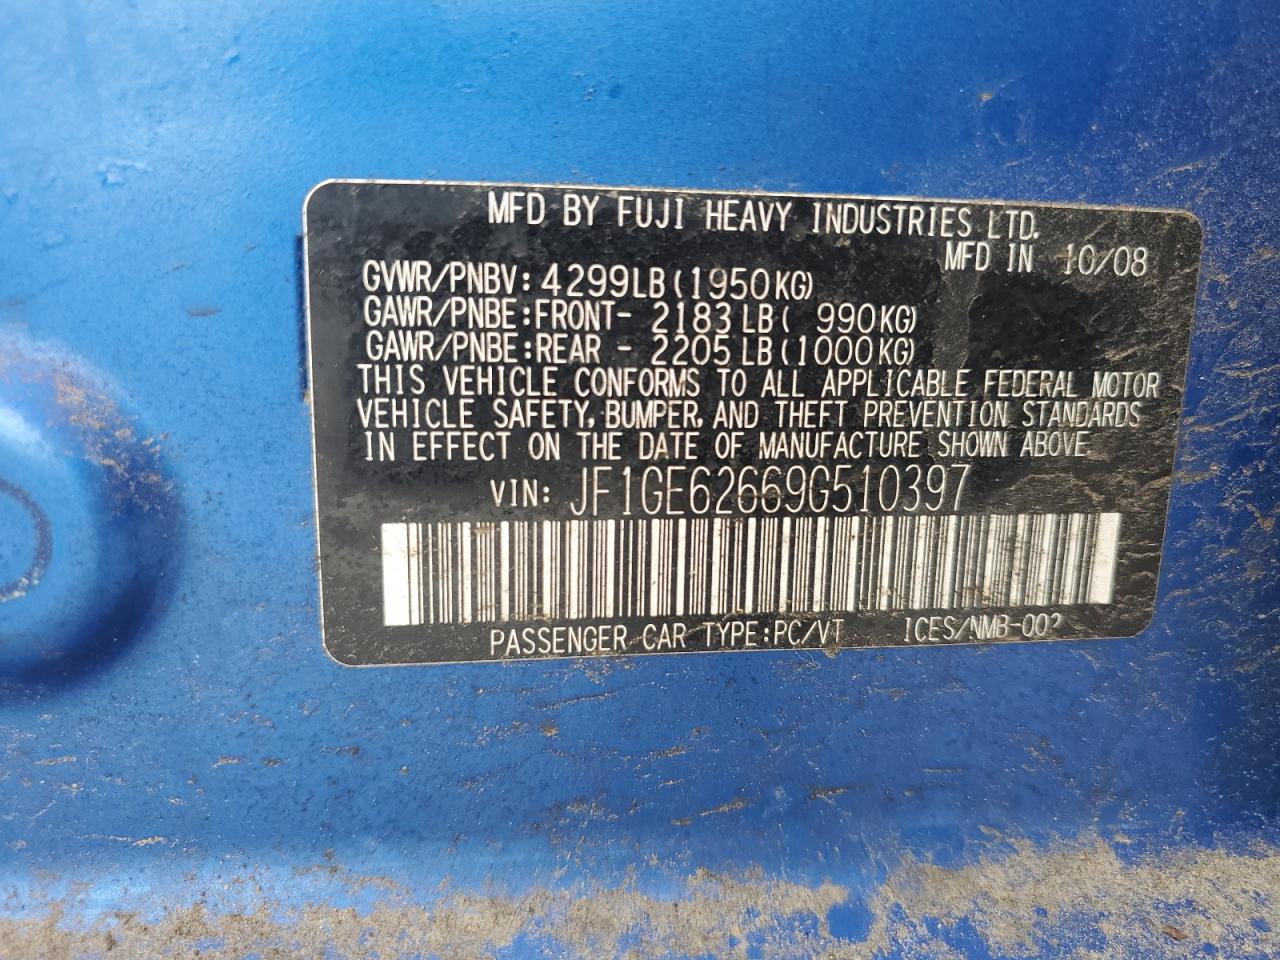 MFD BY FUJI HEAVY INDUSTRIES LTD.
MFD IN 10/08
GVWR/PNBV: 4299LB (1950KG)
GAWR/PNBE:FRONT- 2183LB( 990KG)
GAWR/PNBE:REAR - 2205LB(1000KG)
THIS VEHICLE CONFORMS TO ALL APPLICABLE FEDERAL MOTOR
VEHICLE SAFETY, BUMPER, AND THEFT PREVENTION STANDARDS
IN EFFECT ON THE DATE OF MANUFACTURE SHOWN ABOVE
VIN: JF1GE62669G510397
PASSENGER CAR TYPE:PC/VT ICES/NMB-002